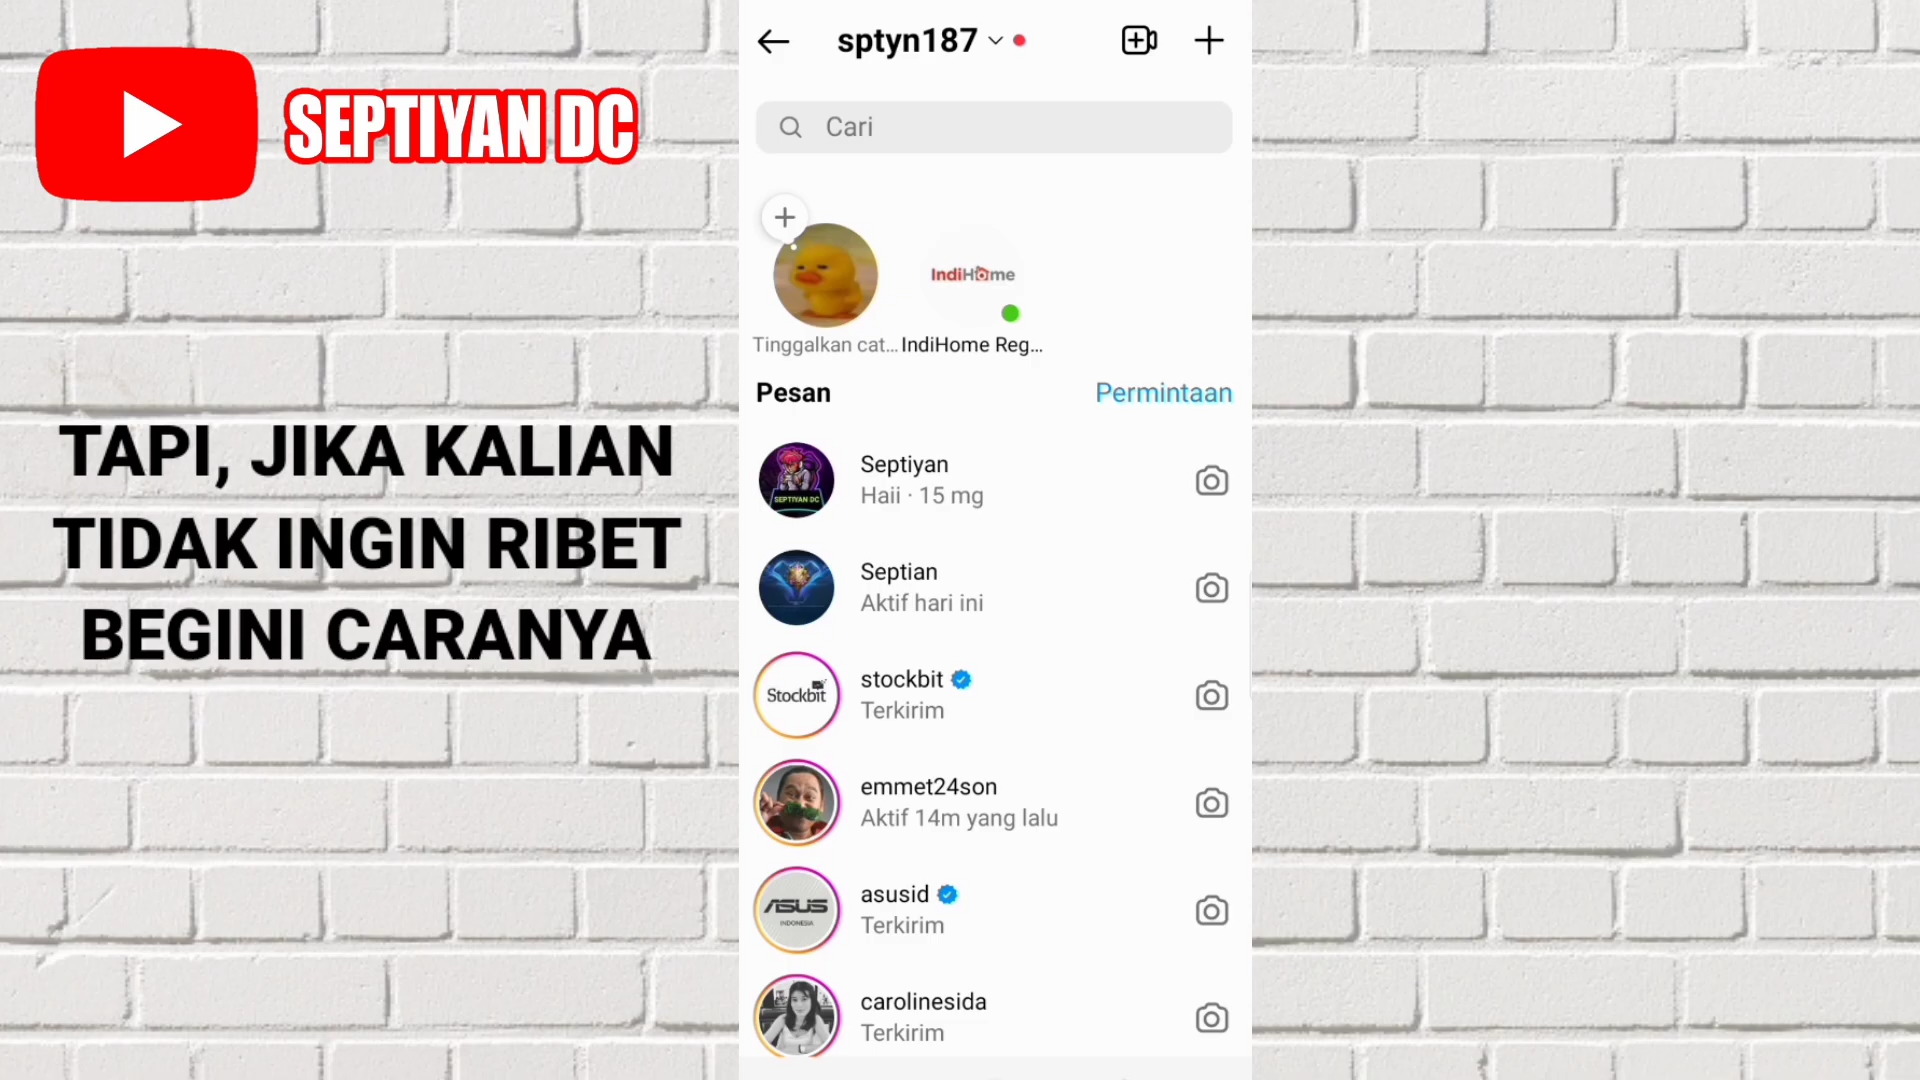 SEPTIYAN DC
TAPI, JIKA KALIAN
TIDAK INGIN RIBET
BEGINI CARANYA
sptyn187
Cari
IndiHome
Tinggalkan cat...
IndiHome Reg...
Pesan
Permintaan
SEPTIYAN DC
Septiyan
Haii · 15 mg
Septian
Aktif hari ini
Stockbit
stockbit
Terkirim
emmet24son
Aktif 14m yang lalu
ASUS
INDONESIA
asusid
Terkirim
carolinesida
Terkirim